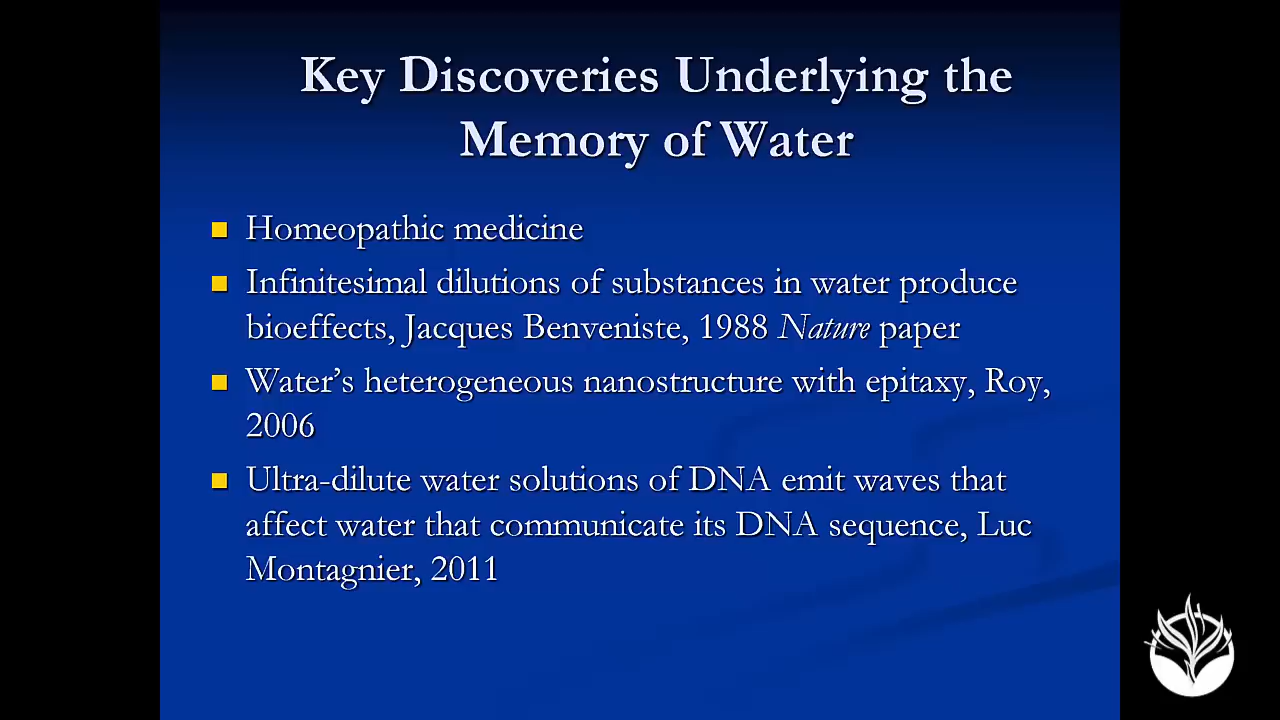 Key Discoveries Underlying the
Memory of Water
Homeopathic medicine
Infinitesimal dilutions of substances in water produce
bioeffects, Jacques Benveniste, 1988 Nature paper
Water’s heterogeneous nanostructure with epitaxy, Roy,
2006
Ultra-dilute water solutions of DNA emit waves that
affect water that communicate its DNA sequence, Luc
Montagnier, 2011